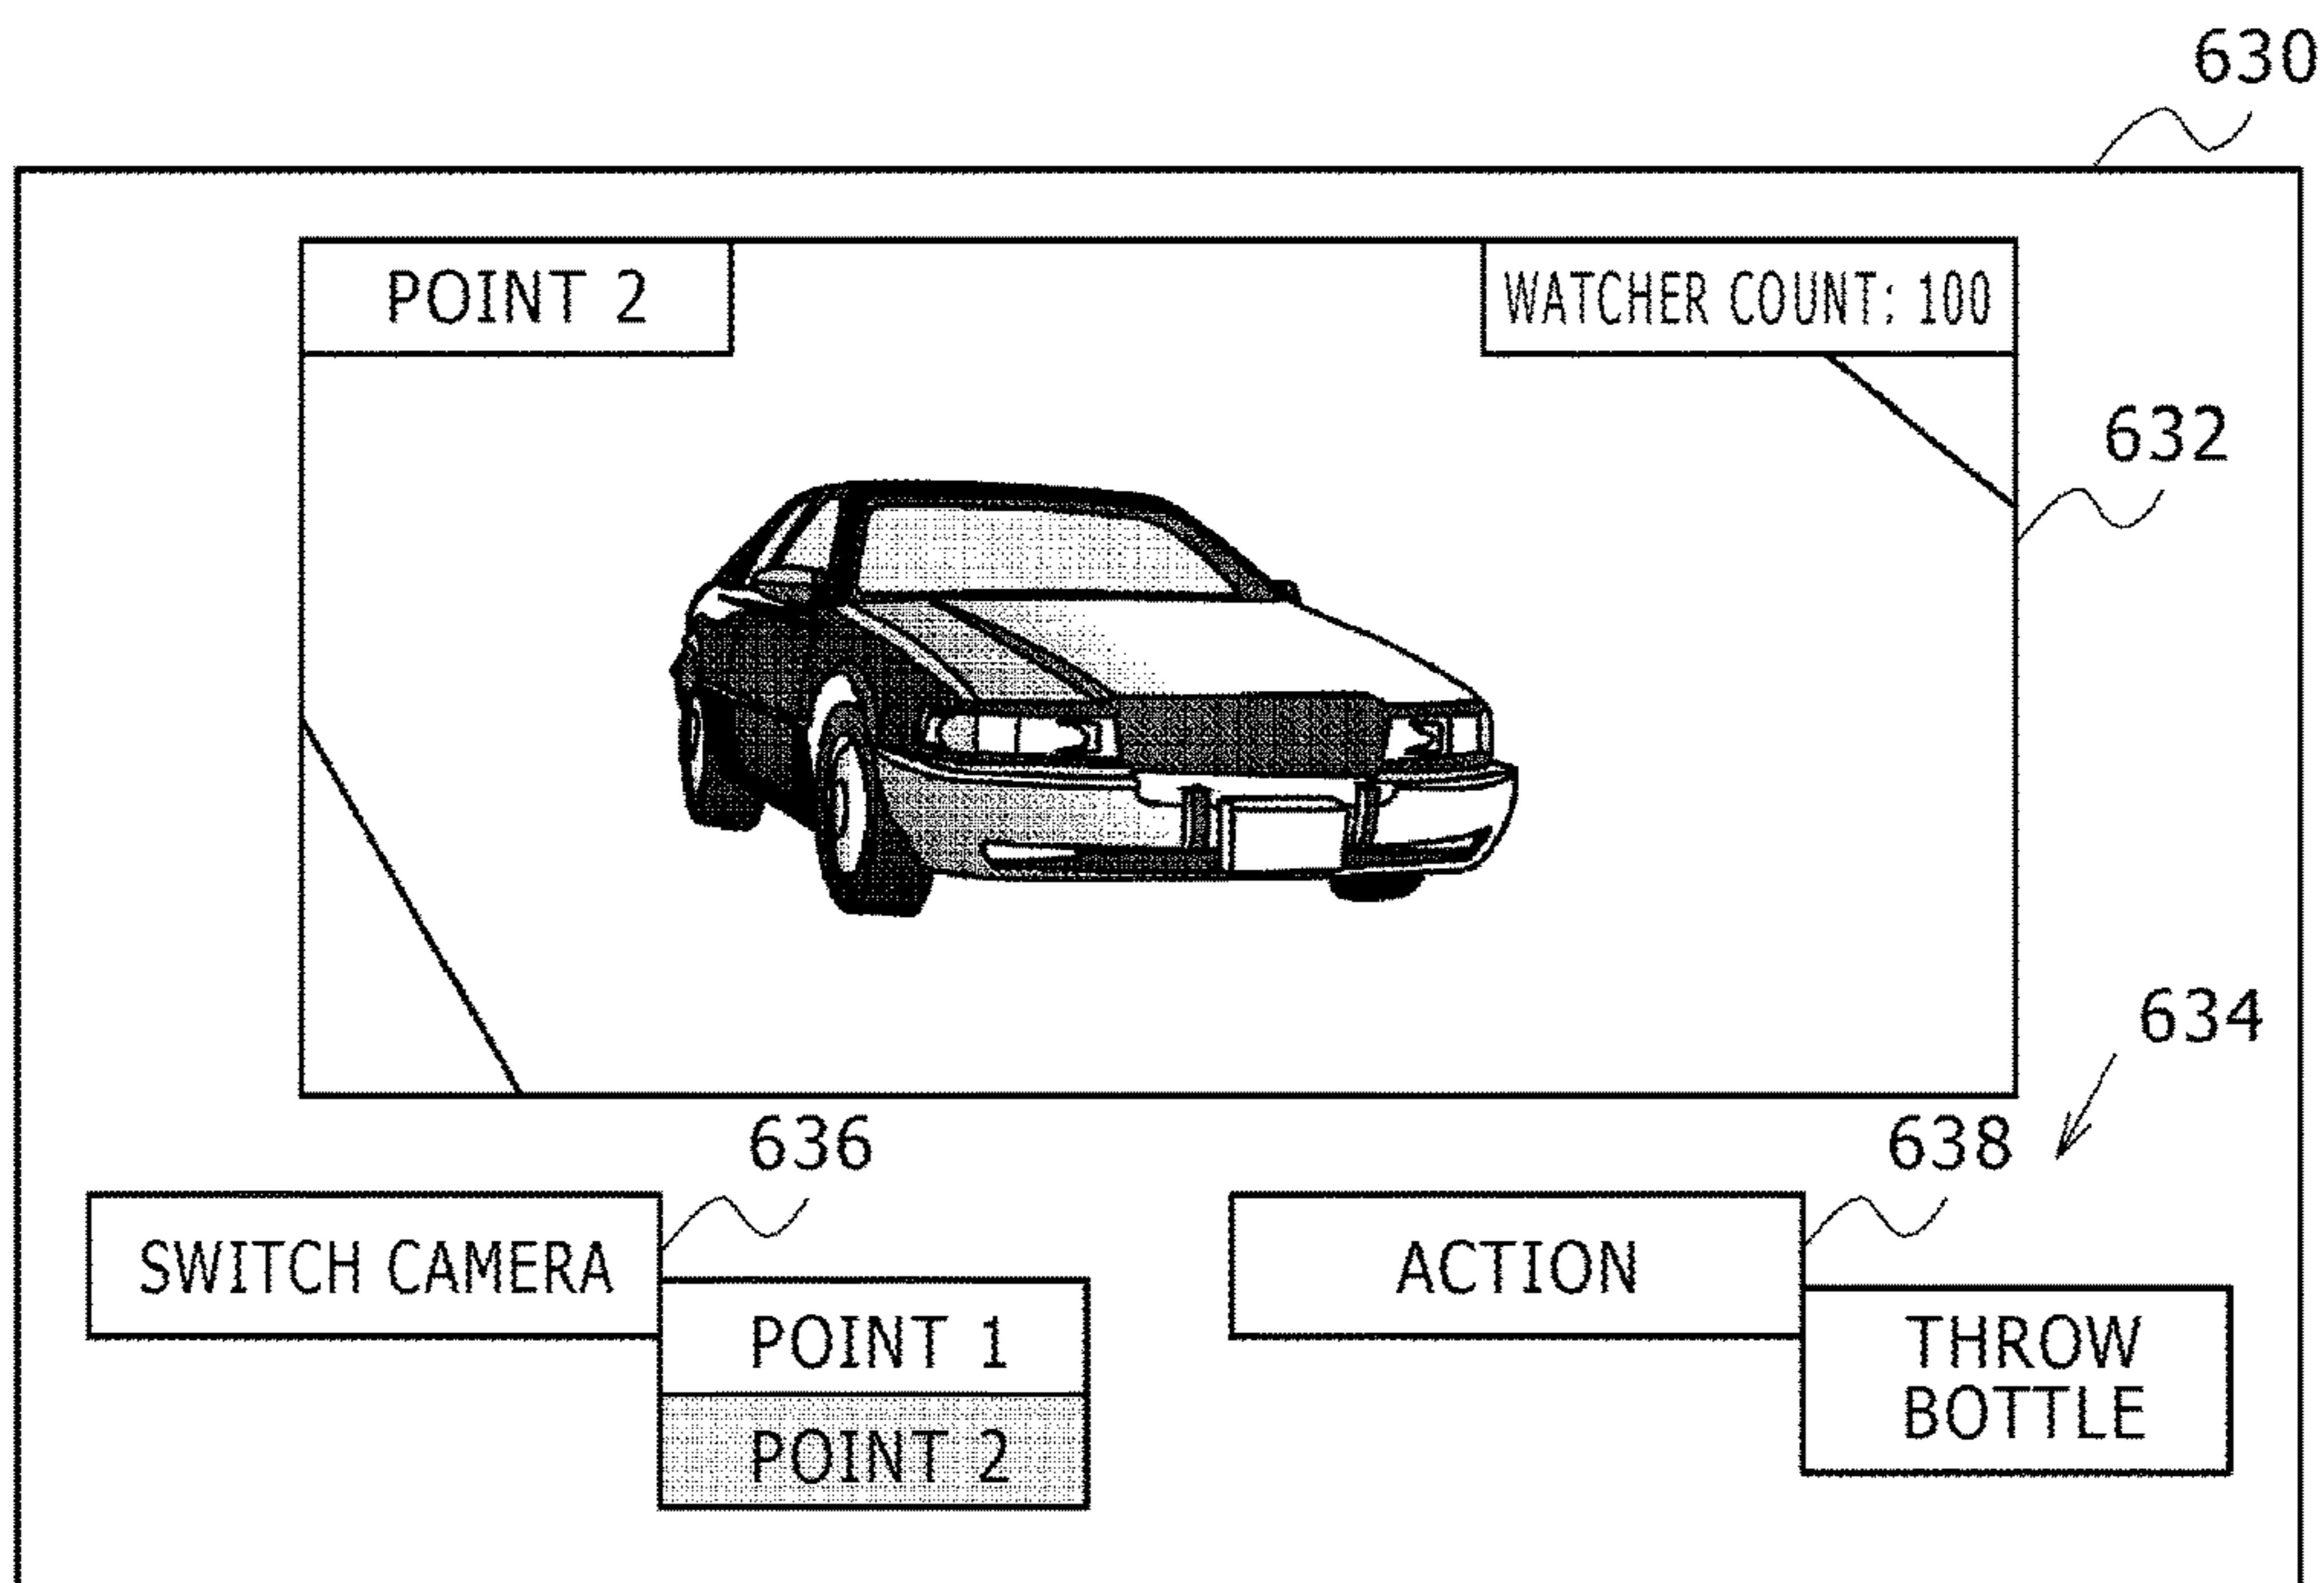 630
POINT 2
WATCHER COUNT: 100
632
634
636
638
SWITCH CAMERA
ACTION
POINT 1
POINT 2
THROW
BOTTLE